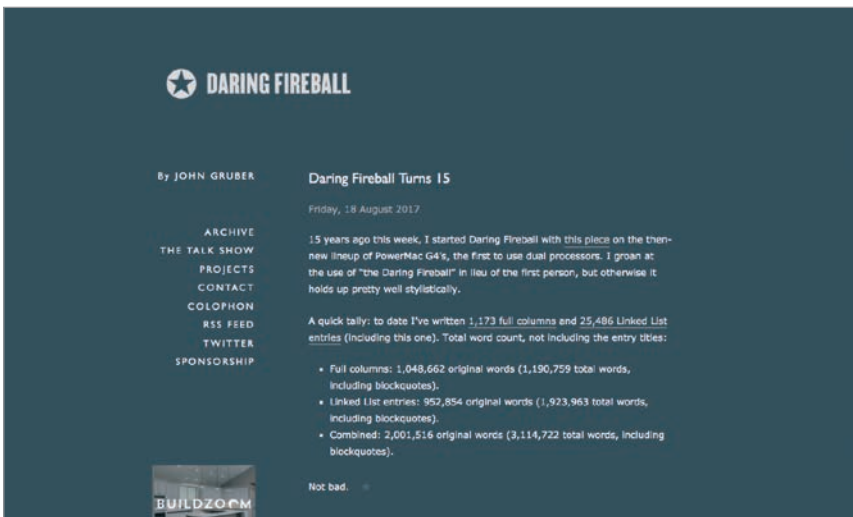 DARING FIREBALL
By JOHN GRUBER
ARCHIVE
THE TALK SHOW
PROJECTS
CONTACT
COLOPHON
RSS FEED
TWITTER
SPONSORSHIP
BUILDZOOM
Daring Fireball Turns 15
Friday, 18 August 2017
15 years ago this week, I started Daring Fireball with this piece on the then-
new lineup of PowerMac G4's, the first to use dual processors. I groan at
the use of "the Daring Fireball" in lieu of the first person, but otherwise it
holds up pretty well stylistically.
A quick tally: to date I've written 1,173 full columns and 25,486 Linked List
entries (including this one). Total word count, not including the entry titles:
• Full columns: 1,048,662 original words (1,190,759 total words,
including blockquotes).
• Linked List entries: 952,854 original words (1,923,963 total words,
including blockquotes).
• Combined: 2,001,516 original words (3,114,722 total words, including
blockquotes).
Not bad. ★